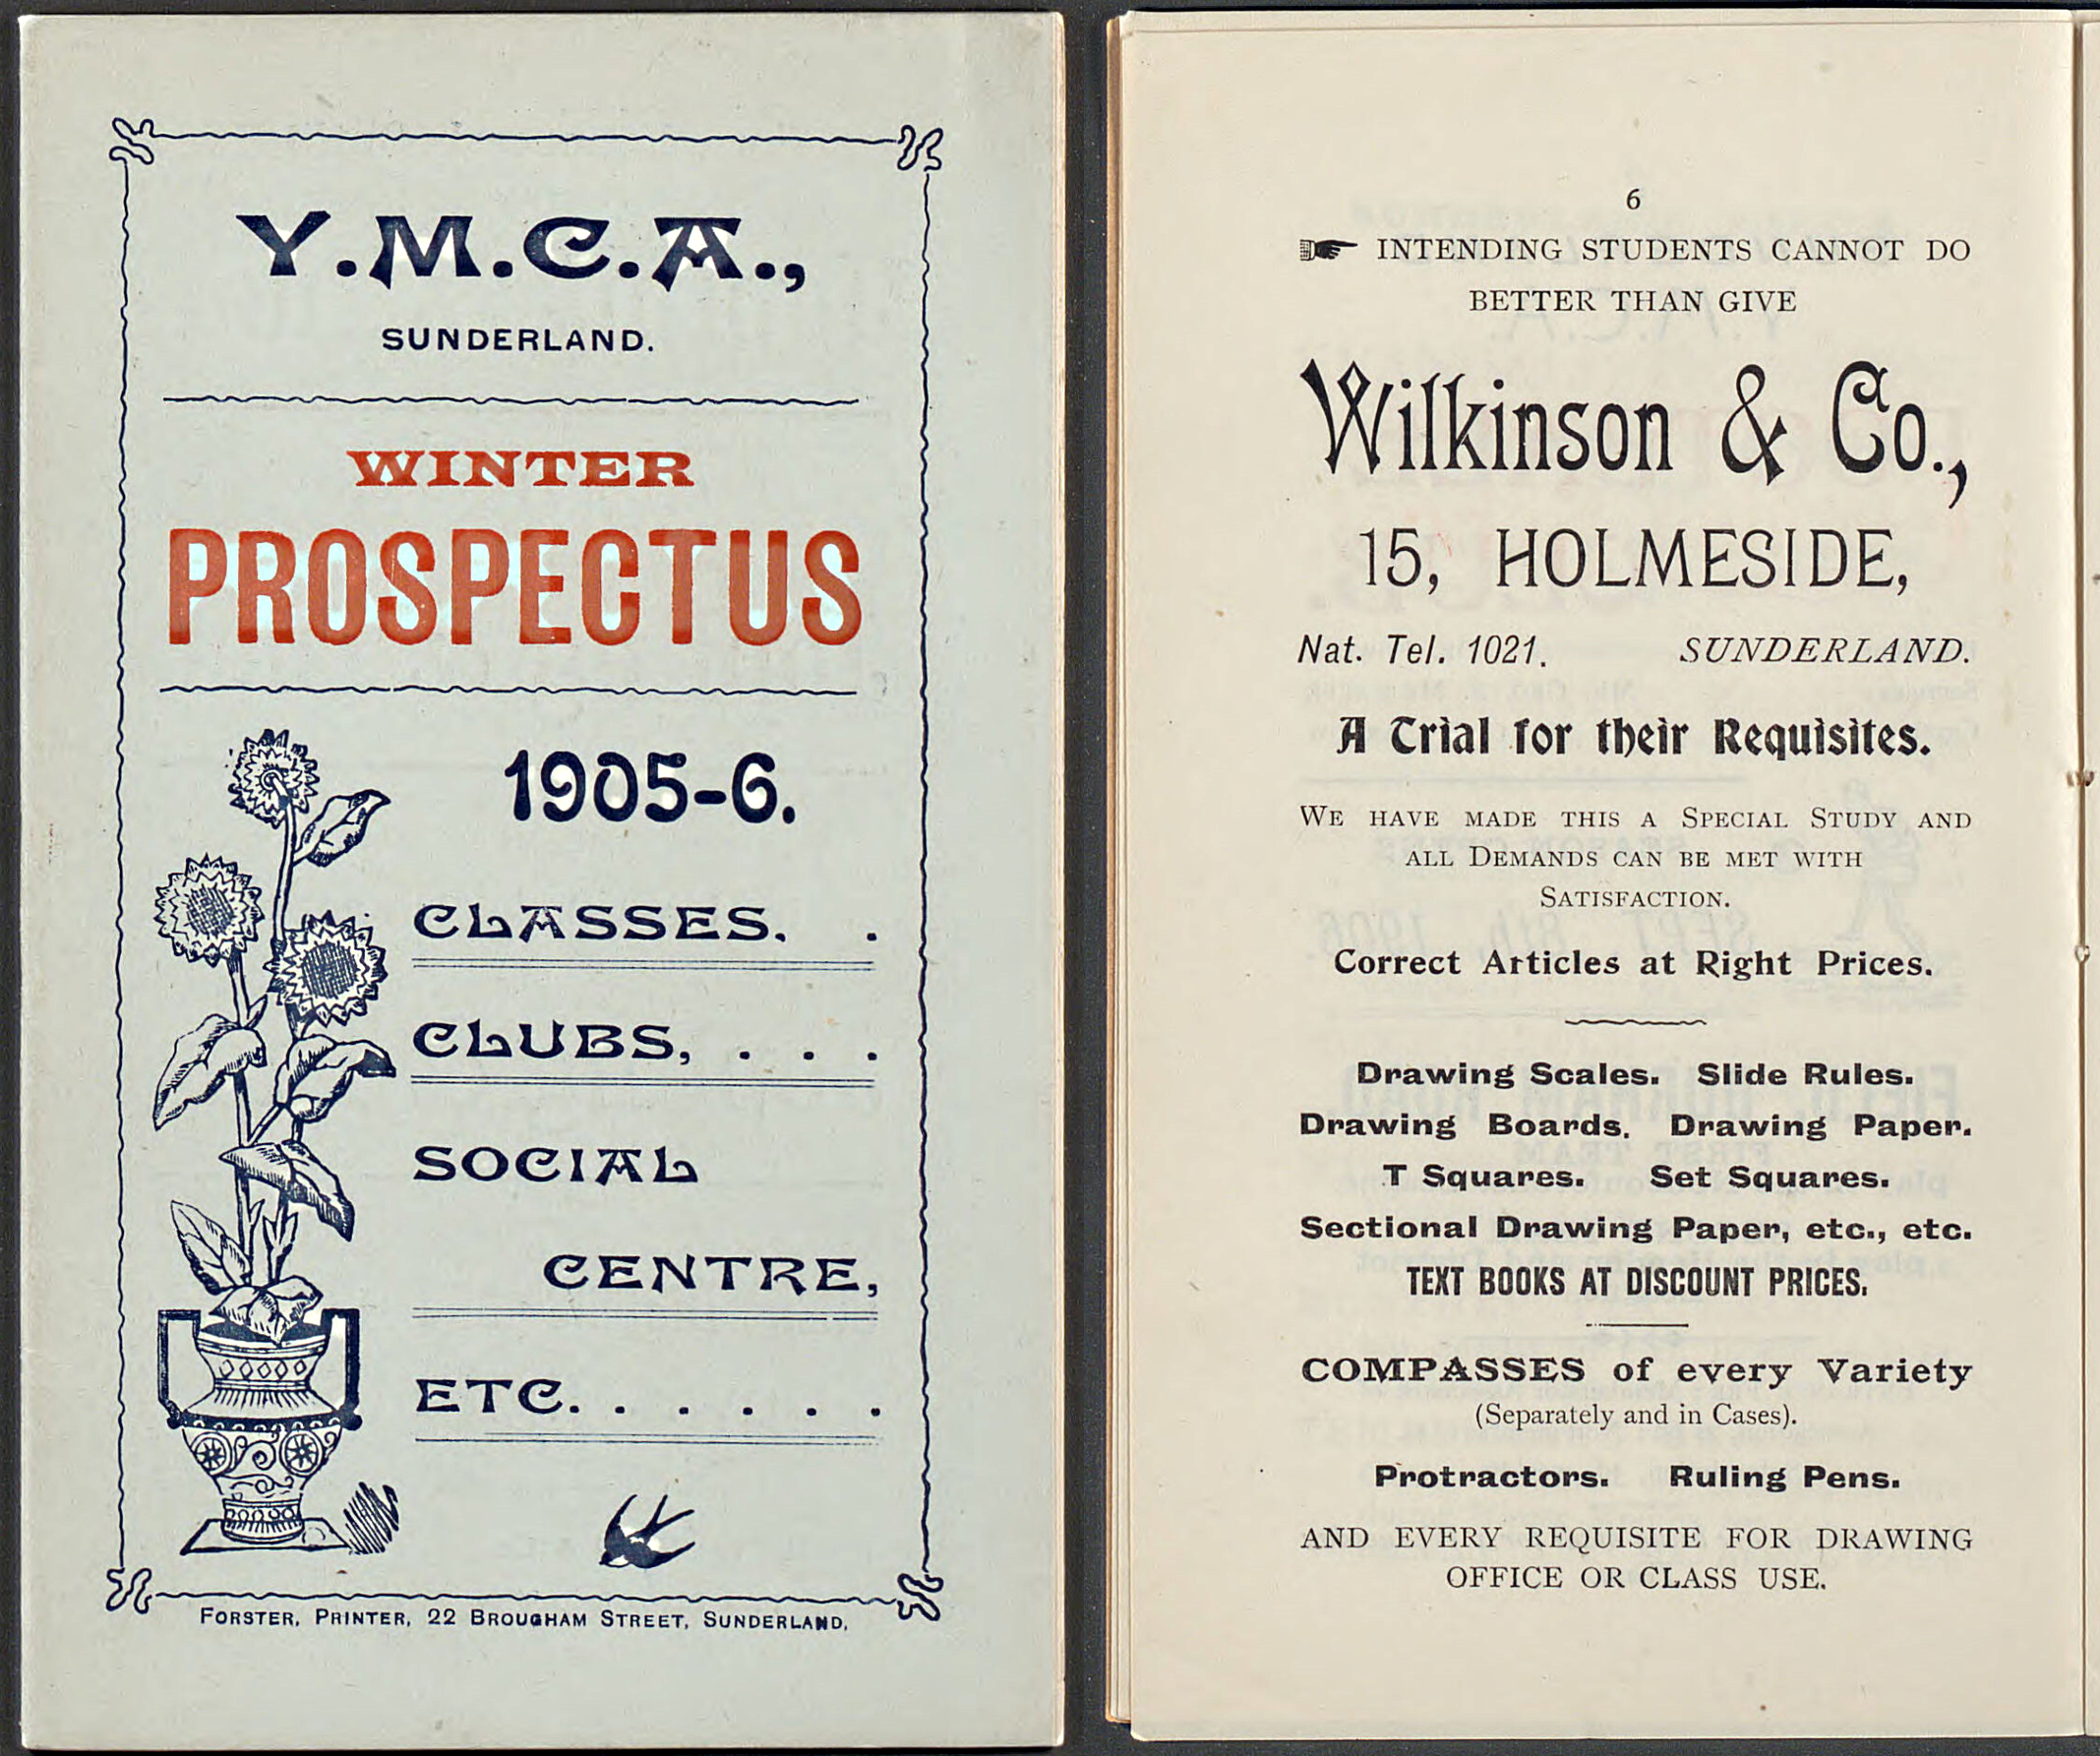 Y.M.C.A.,
SUNDERLAND.
WINTER
PROSPECTUS
1905-6.
CLASSES. .
CLUBS, . . .
SOCIAL
CENTRE,
ETC. . . . . .
FORSTER, PRINTER, 22 BROUGHAM STREET, SUNDERLAND.
6
☞ INTENDING STUDENTS CANNOT DO
BETTER THAN GIVE
Wilkinson & Co.,
15, HOLMESIDE,
Nat. Tel. 1021. SUNDERLAND.
A Trial for their Requisites.
WE HAVE MADE THIS A SPECIAL STUDY AND
ALL DEMANDS CAN BE MET WITH
SATISFACTION.
Correct Articles at Right Prices.
Drawing Scales. Slide Rules.
Drawing Boards. Drawing Paper.
T Squares. Set Squares.
Sectional Drawing Paper, etc., etc.
TEXT BOOKS AT DISCOUNT PRICES.
COMPASSES of every Variety
(Separately and in Cases).
Protractors. Ruling Pens.
AND EVERY REQUISITE FOR DRAWING
OFFICE OR CLASS USE.